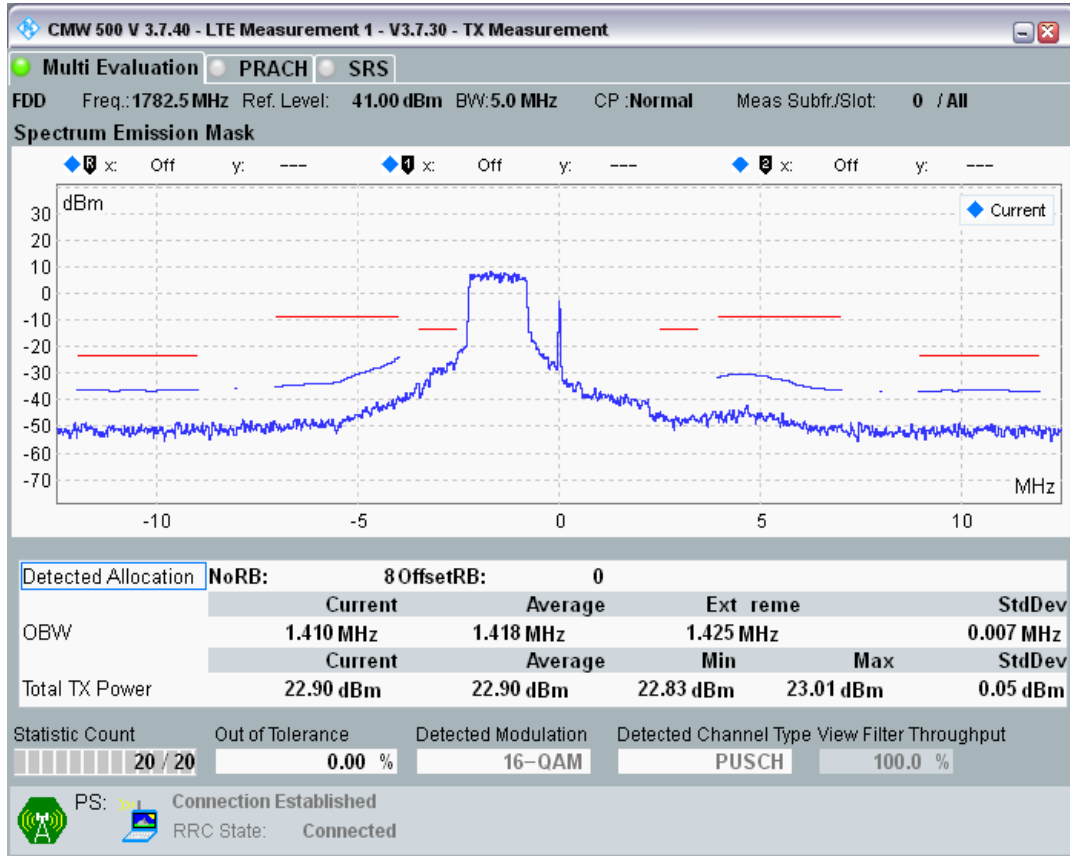 CMW 500 V 3.7.40 - LTE Measurement 1 - V3.7.30 - TX Measurement
Multi Evaluation PRACH SRS
FDD Freq.: 1782.5 MHz Ref. Level: 41.00 dBm BW: 5.0 MHz CP : Normal Meas Subfr./Slot: 0 / All
Spectrum Emission Mask
R x: Off y: --- 1 x: Off y: --- 2 x: Off y: ---
dBm
Current
30
20
10
0
-10
-20
-30
-40
-50
-60
-70
MHz
-10 -5 0 5 10
Detected Allocation NoRB: 8 OffsetRB: 0
Current Average Ext reme StdDev
OBW 1.410 MHz 1.418 MHz 1.425 MHz 0.007 MHz
Current Average Min Max StdDev
Total TX Power 22.90 dBm 22.90 dBm 22.83 dBm 23.01 dBm 0.05 dBm
Statistic Count Out of Tolerance Detected Modulation Detected Channel Type View Filter Throughput
20 / 20 0.00 % 16-QAM PUSCH 100.0 %
PS: Connection Established
RRC State: Connected